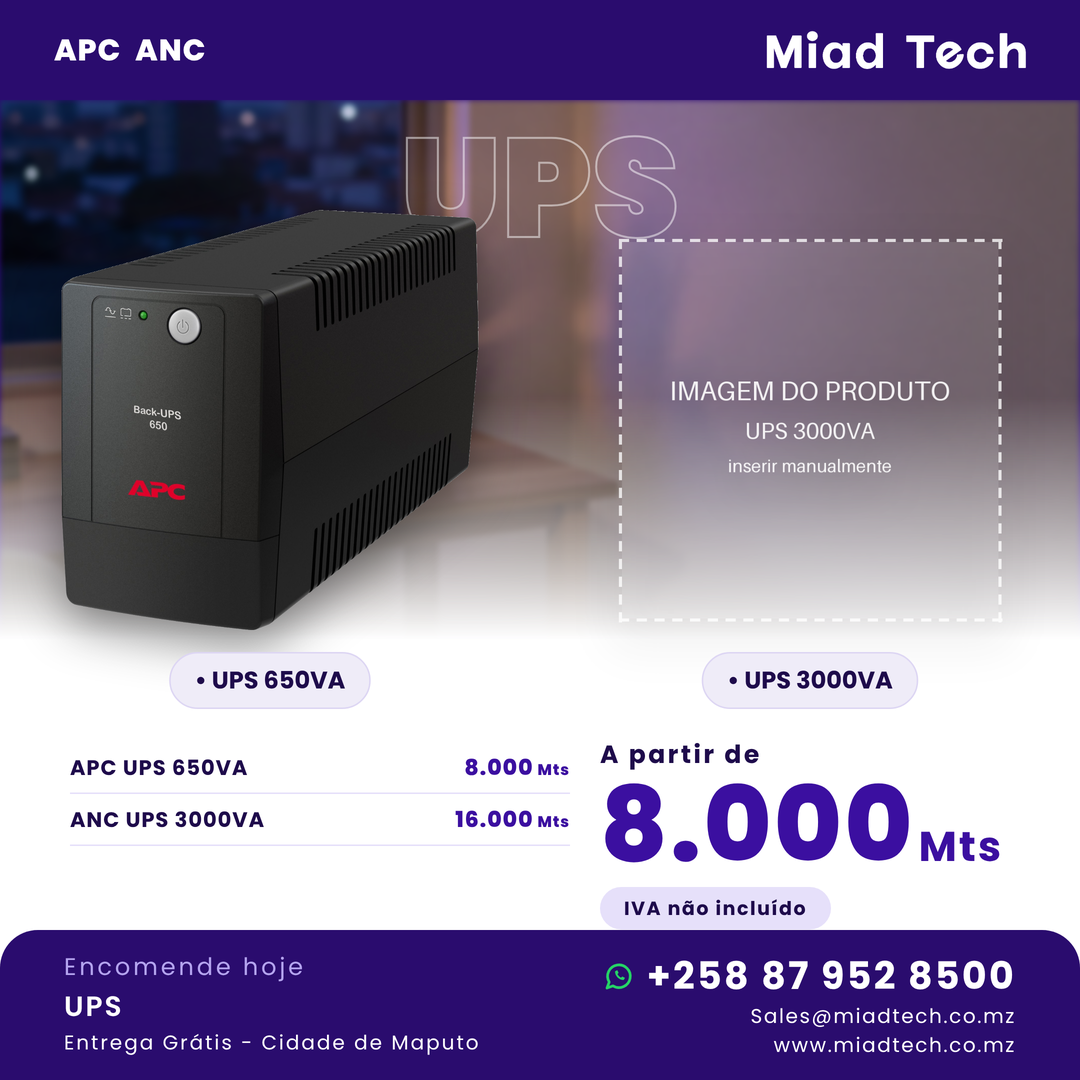 APC ANC
Miad Tech
UPS
Back-UPS
650
APC
IMAGEM DO PRODUTO
UPS 3000VA
inserir manualmente
• UPS 650VA
• UPS 3000VA
APC UPS 650VA 8.000 Mts
ANC UPS 3000VA 16.000 Mts
A partir de
8.000 Mts
IVA não incluído
Encomende hoje
UPS
Entrega Grátis - Cidade de Maputo
+258 87 952 8500
Sales@miadtech.co.mz
www.miadtech.co.mz